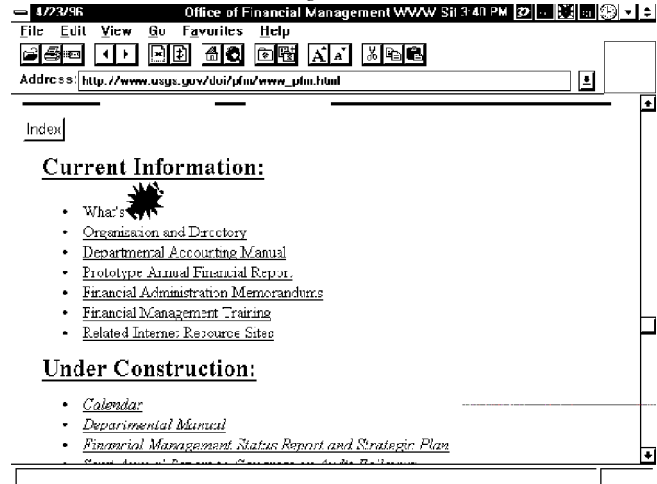 4/23/96 Office of Financial Management WWW Sit 3:40 PM
File Edit View Go Favorites Help
Address: http://www.usgs.gov/doi/pfm/www_pfm.html
Index
Current Information:
• What's
• Organization and Directory
• Departmental Accounting Manual
• Prototype Annual Financial Report
• Financial Administration Memorandums
• Financial Management Training
• Related Internet Resource Sites
Under Construction:
• Calendar
• Departmental Manual
• Financial Management Status Report and Strategic Plan